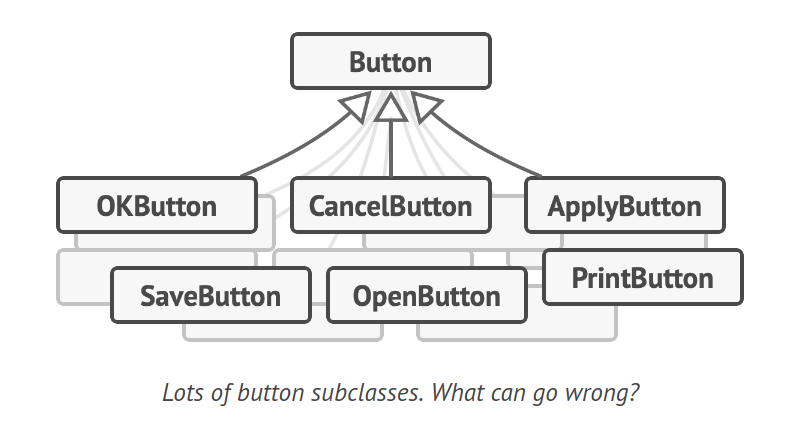 Button
OKButton
CancelButton
ApplyButton
SaveButton
OpenButton
PrintButton
Lots of button subclasses. What can go wrong?